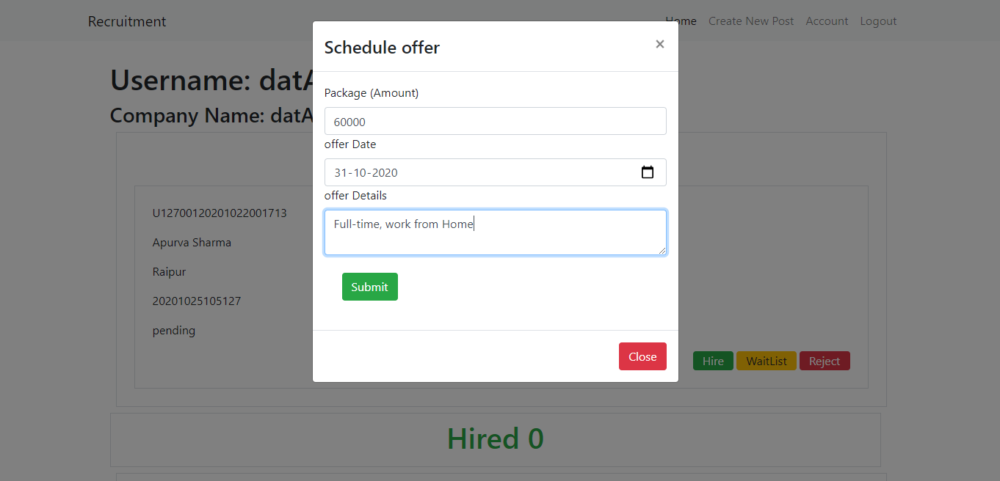 Recruitment
Home Create New Post Account Logout
Schedule offer ×
Username: datA
Company Name: datA
Package (Amount)
60000
offer Date
31-10-2020
offer Details
Full-time, work from Home
Submit
Close
U12700120201022001713
Apurva Sharma
Raipur
20201025105127
pending
Hire WaitList Reject
Hired 0